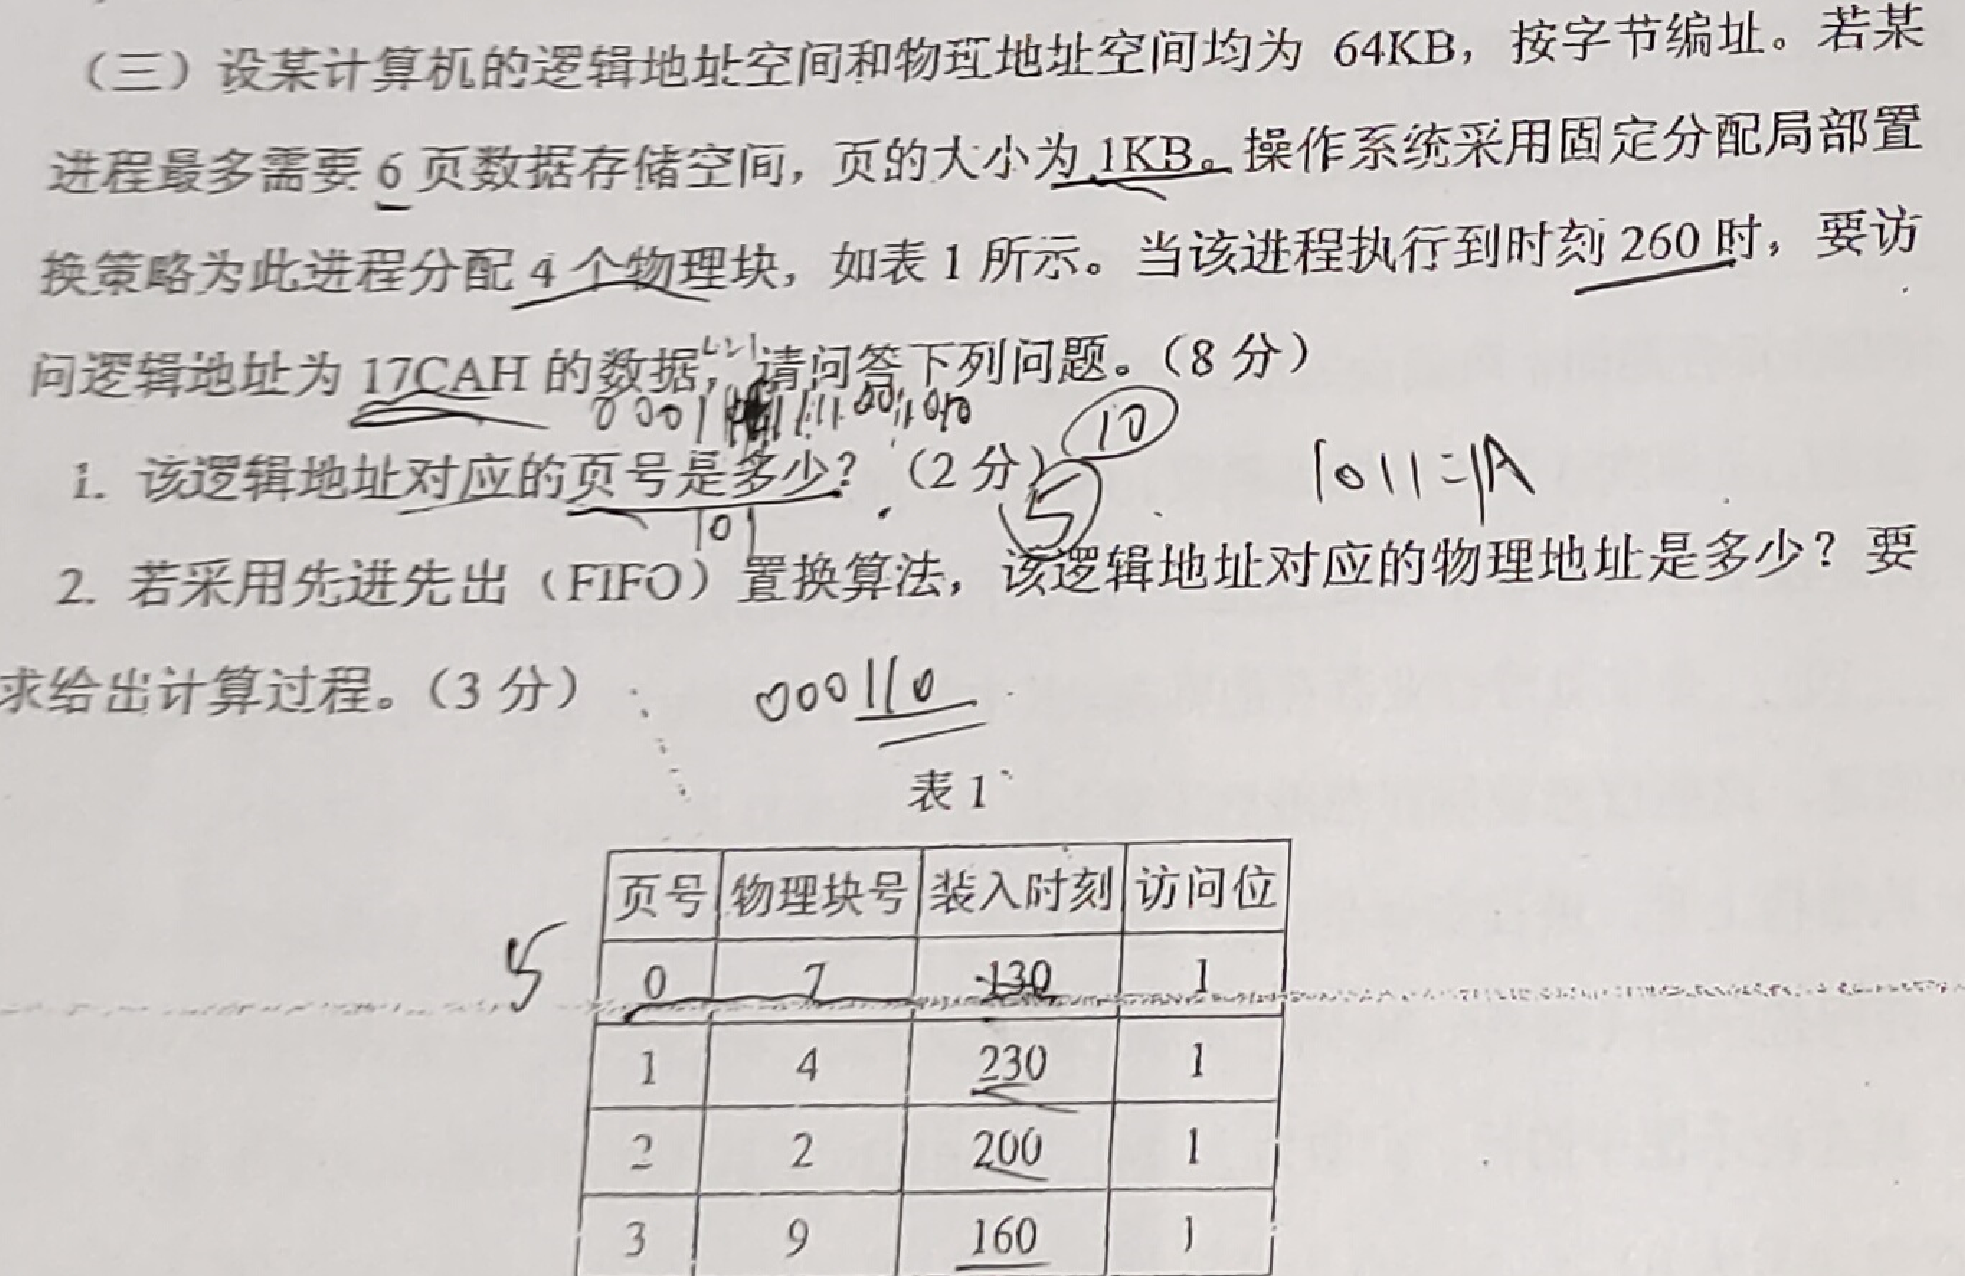 （三）设某计算机的逻辑地址空间和物理地址空间均为 64KB，按字节编址。若某
进程最多需要 6 页数据存储空间，页的大小为 1KB。操作系统采用固定分配局部置
换策略为此进程分配 4 个物理块，如表 1 所示。当该进程执行到时刻 260 时，要访
问逻辑地址为 17CAH 的数据，请问答下列问题。（8 分）
0001
10
1. 该逻辑地址对应的页号是多少？（2 分）
5
1011=1A
101
2. 若采用先进先出（FIFO）置换算法，该逻辑地址对应的物理地址是多少？要
求给出计算过程。（3 分）
000110
表 1
页号 物理块号 装入时刻 访问位
5
0 7 130 1
1 4 230 1
2 2 200 1
3 9 160 1